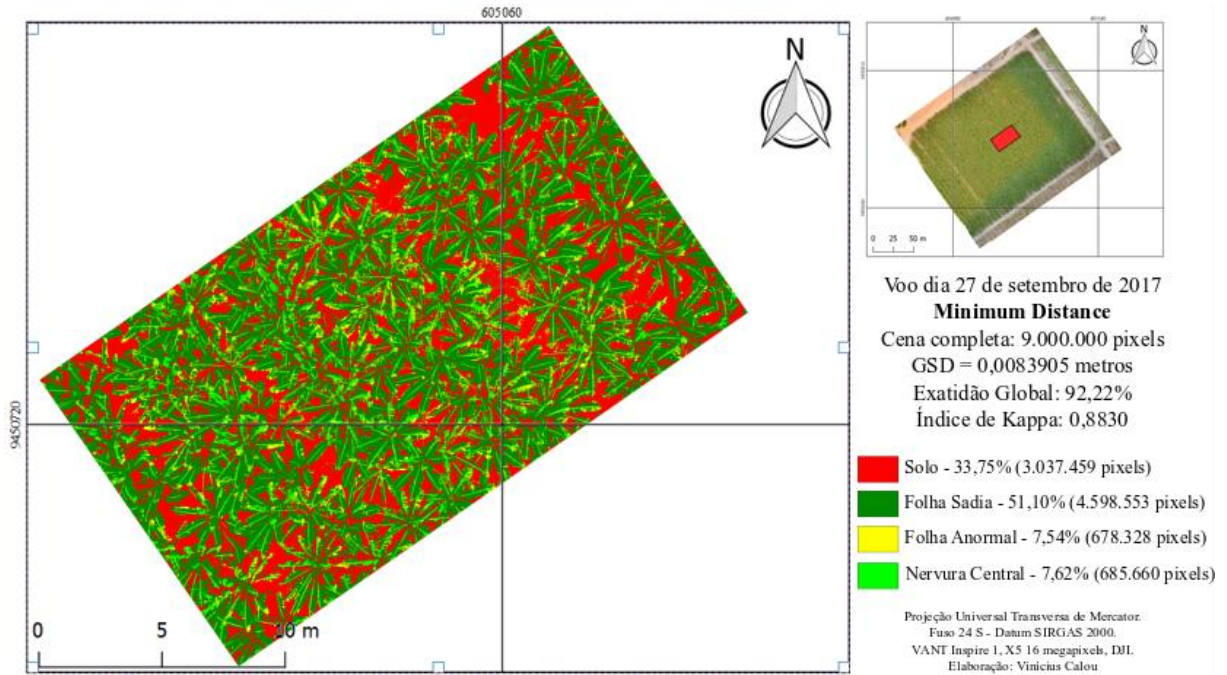 605060
N
9450720
0 5 10 m
N
0 25 50 m
Voo dia 27 de setembro de 2017
Minimum Distance
Cena completa: 9.000.000 pixels
GSD = 0,0083905 metros
Exatidão Global: 92,22%
Índice de Kappa: 0,8830
Solo - 33,75% (3.037.459 pixels)
Folha Sadia - 51,10% (4.598.553 pixels)
Folha Anormal - 7,54% (678.328 pixels)
Nervura Central - 7,62% (685.660 pixels)
Projeção Universal Transversa de Mercator.
Fuso 24 S - Datum SIRGAS 2000.
VANT Inspire 1, X5 16 megapixels, DJI.
Elaboração: Vinícius Calou